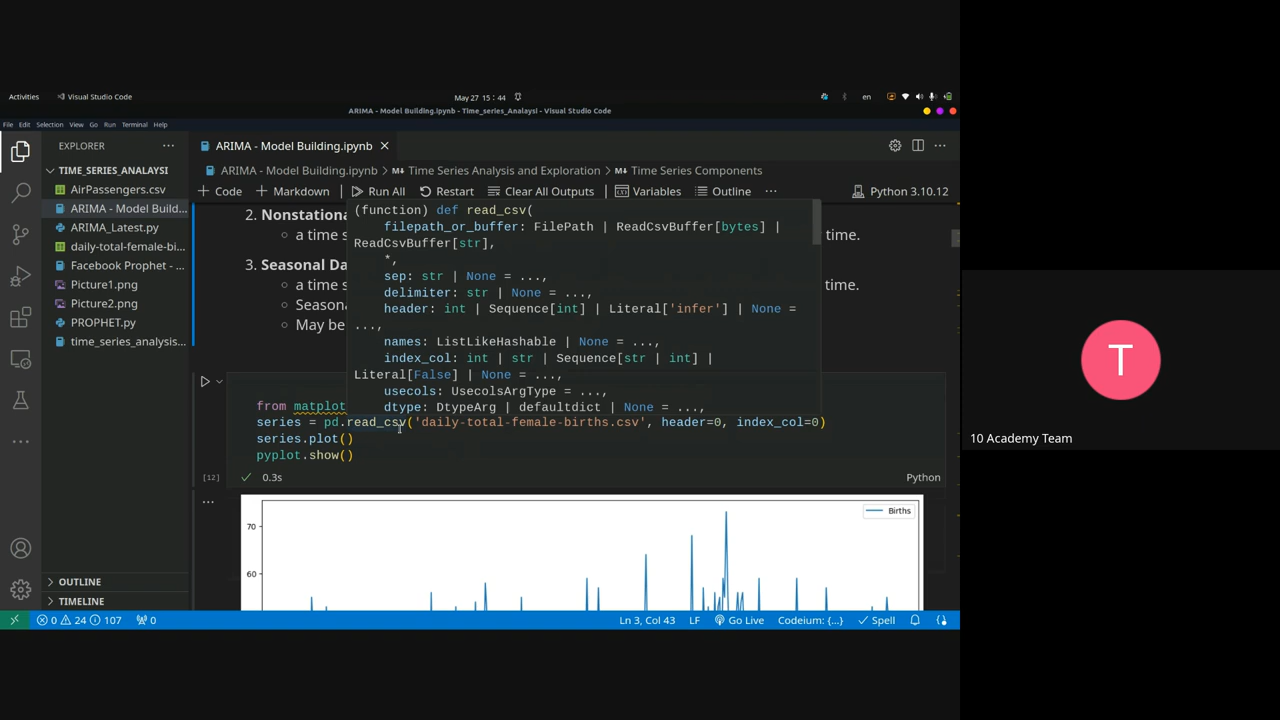 Activities
Visual Studio Code
May 27 15 : 44
en
ARIMA - Model Building.ipynb - Time_series_Analaysi - Visual Studio Code
File Edit Selection View Go Run Terminal Help
EXPLORER
ARIMA - Model Building.ipynb
TIME_SERIES_ANALAYSI
ARIMA - Model Building.ipynb > Time Series Analysis and Exploration > Time Series Components
AirPassengers.csv
Code
Markdown
Run All
Restart
Clear All Outputs
Variables
Outline
Python 3.10.12
ARIMA - Model Build...
ARIMA_Latest.py
daily-total-female-bi...
Facebook Prophet - ...
Picture1.png
Picture2.png
PROPHET.py
time_series_analysis...
2. Nonstationa
a time s
time.
3. Seasonal Da
a time s
time.
Season
May be
(function) def read_csv(
filepath_or_buffer: FilePath | ReadCsvBuffer[bytes] |
ReadCsvBuffer[str],
*,
sep: str | None = ...,
delimiter: str | None = ...,
header: int | Sequence[int] | Literal['infer'] | None =
...,
names: ListLikeHashable | None = ...,
index_col: int | str | Sequence[str | int] |
Literal[False] | None = ...,
usecols: UsecolsArgType = ...,
dtype: DtypeArg | defaultdict | None = ...,
from matplot
series = pd.read_csv('daily-total-female-births.csv', header=0, index_col=0)
series.plot()
pyplot.show()
[12]
0.3s
Python
Births
70
60
OUTLINE
TIMELINE
0 24 107 0
Ln 3, Col 43
LF
Go Live
Codeium: {...}
Spell
T
10 Academy Team